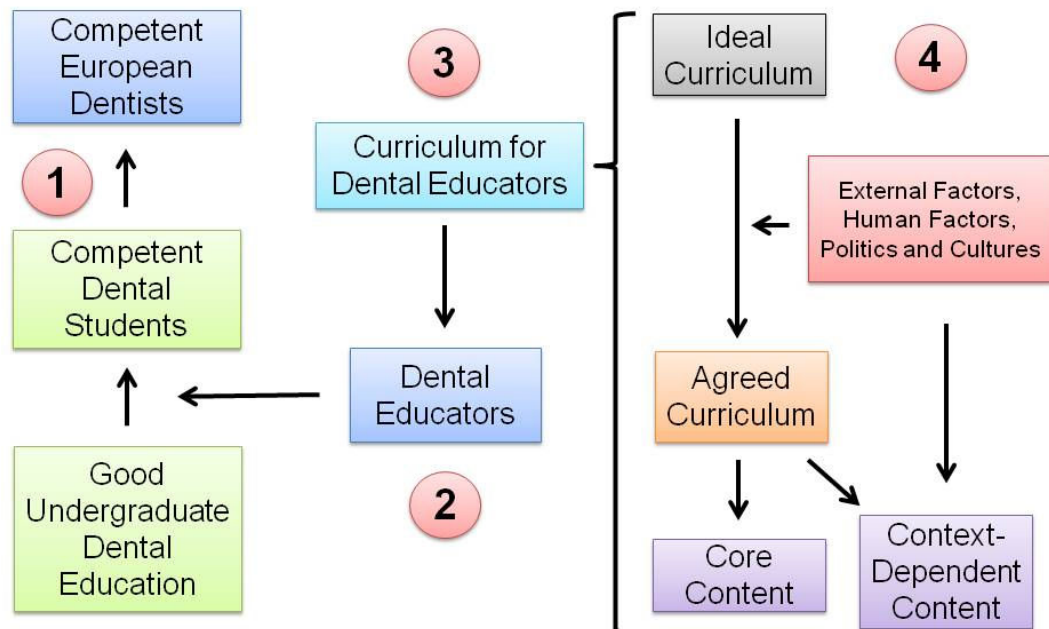 Competent
European
Dentists
1
Competent
Dental
Students
Good
Undergraduate
Dental
Education
3
Curriculum for
Dental Educators
Dental
Educators
2
Ideal
Curriculum
4
External Factors,
Human Factors,
Politics and Cultures
Agreed
Curriculum
Core
Content
Context-
Dependent
Content